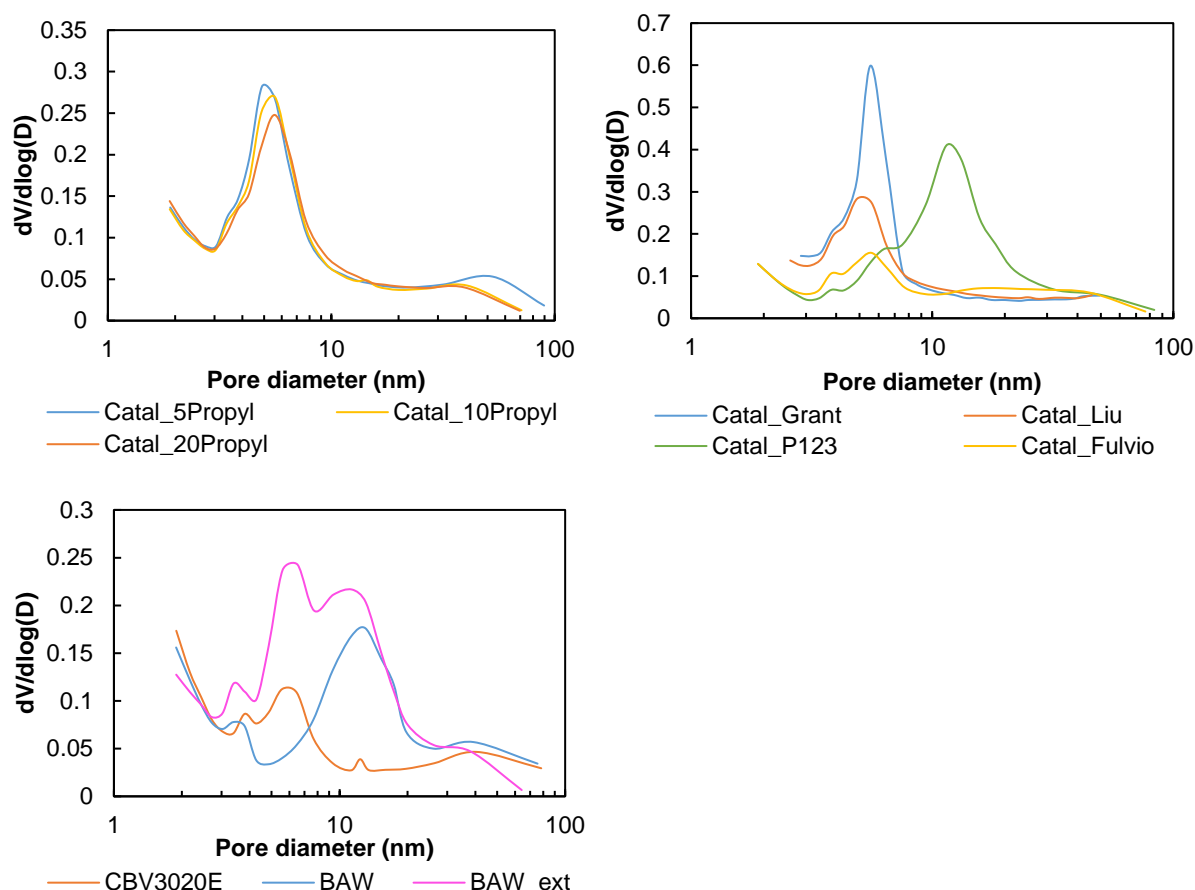 dV/dlog(D)
0.35
0.3
0.25
0.2
0.15
0.1
0.05
0
1 10 100
Pore diameter (nm)
Catal_5Propyl Catal_10Propyl
Catal_20Propyl
dV/dlog(D)
0.7
0.6
0.5
0.4
0.3
0.2
0.1
0
1 10 100
Pore diameter (nm)
Catal_Grant Catal_Liu
Catal_P123 Catal_Fulvio
dV/dlog(D)
0.3
0.25
0.2
0.15
0.1
0.05
0
1 10 100
Pore diameter (nm)
CBV3020E BAW BAW_ext